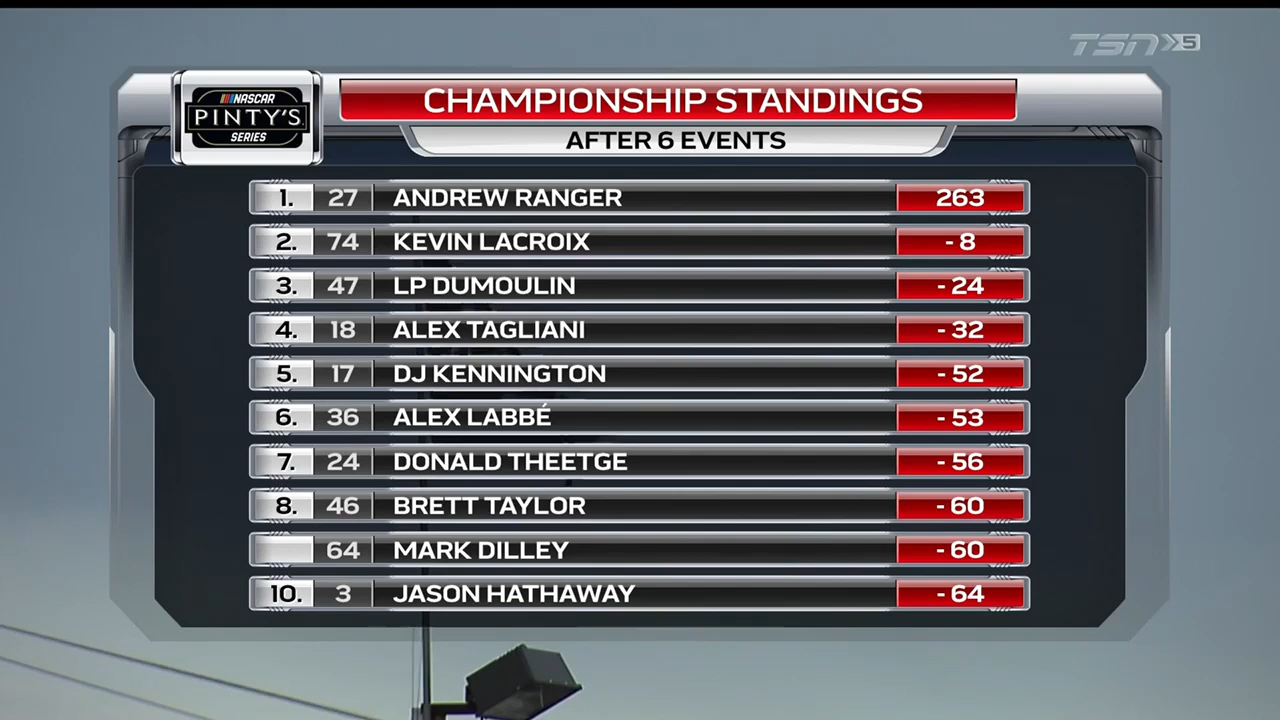 TSN 5
NASCAR
PINTY'S
SERIES
CHAMPIONSHIP STANDINGS
AFTER 6 EVENTS
1. 27 ANDREW RANGER 263
2. 74 KEVIN LACROIX - 8
3. 47 LP DUMOULIN - 24
4. 18 ALEX TAGLIANI - 32
5. 17 DJ KENNINGTON - 52
6. 36 ALEX LABBÉ - 53
7. 24 DONALD THEETGE - 56
8. 46 BRETT TAYLOR - 60
64 MARK DILLEY - 60
10. 3 JASON HATHAWAY - 64